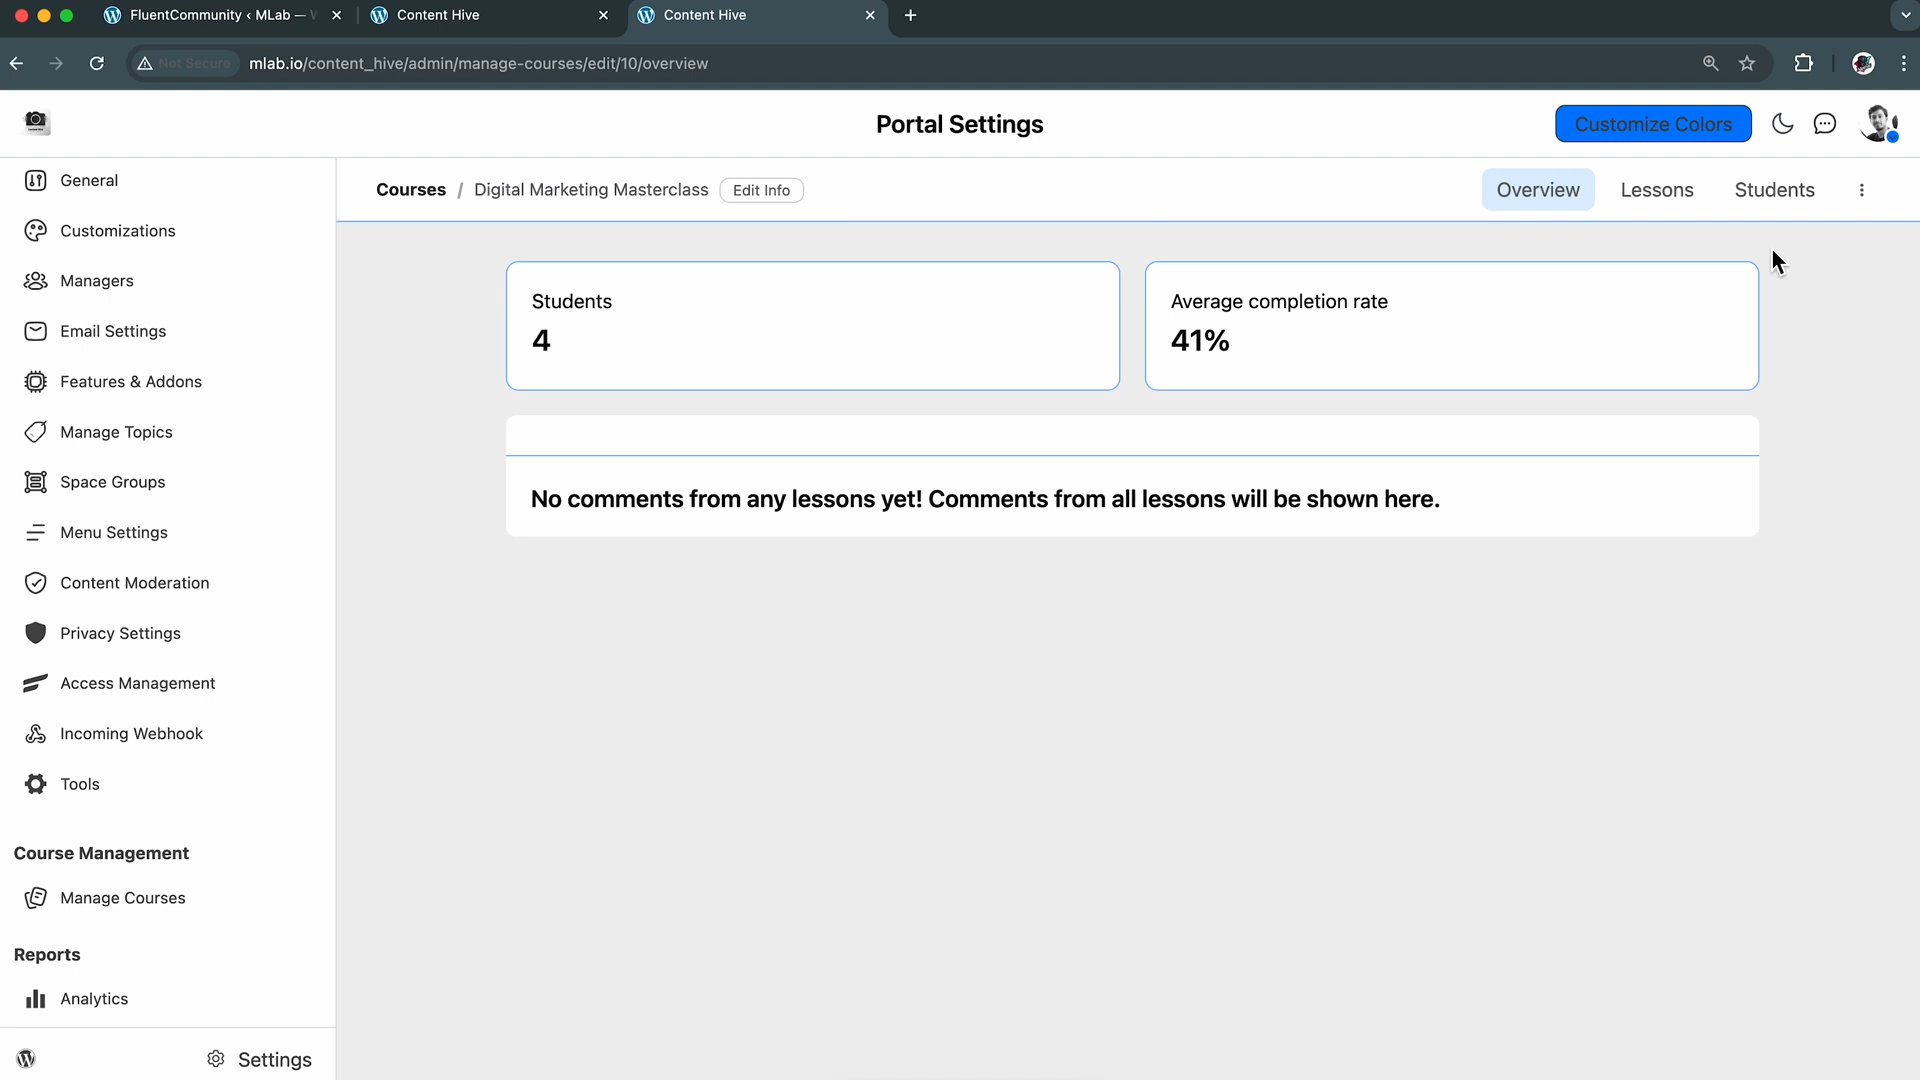 FluentCommunity ‹ MLab —
Content Hive
Content Hive
Not Secure
mlab.io/content_hive/admin/manage-courses/edit/10/overview
Portal Settings
Customize Colors
General
Customizations
Managers
Email Settings
Features & Addons
Manage Topics
Space Groups
Menu Settings
Content Moderation
Privacy Settings
Access Management
Incoming Webhook
Tools
Course Management
Manage Courses
Reports
Analytics
Settings
Courses / Digital Marketing Masterclass Edit Info
Overview Lessons Students
Students
4
Average completion rate
41%
No comments from any lessons yet! Comments from all lessons will be shown here.